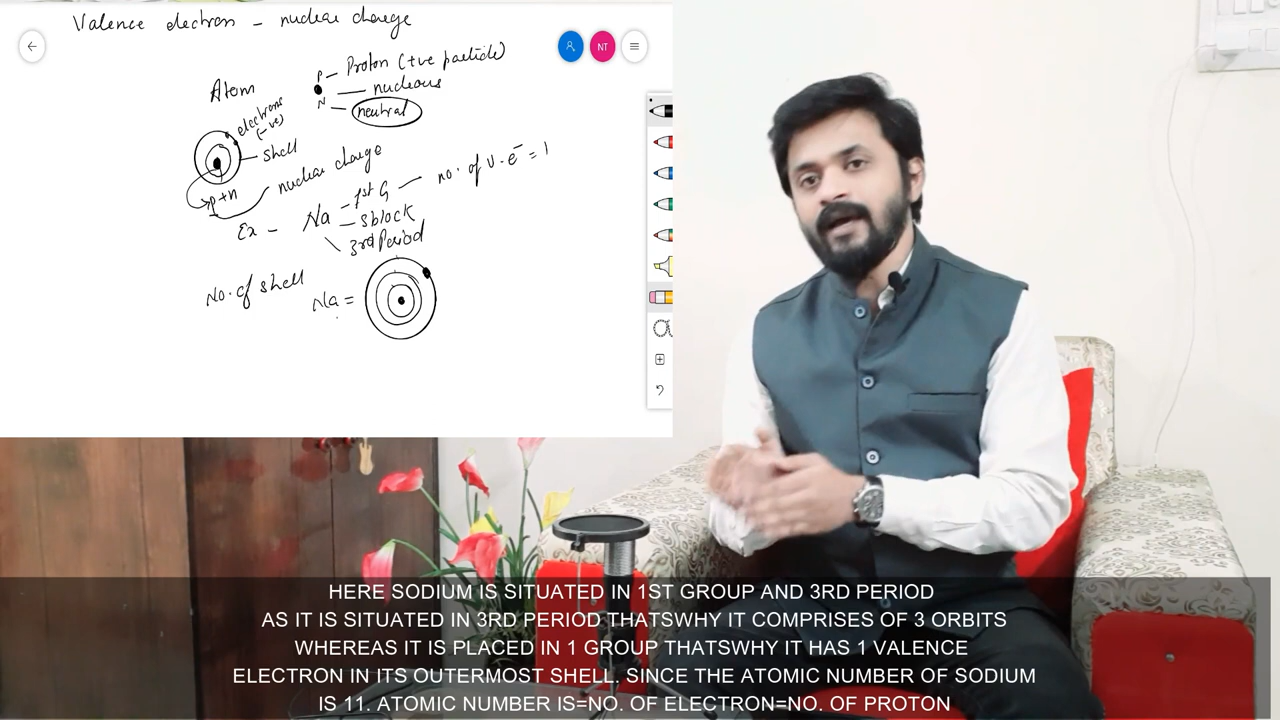 Valence electron - nuclear charge
NT
P - Proton (+ve particle)
Atom
nucleous
N - neutral
electrons
(-ve)
shell
nuclear charge
p+n
Ex - Na - 1st G - no. of v.e⁻ = 1
s block
3rd Period
No. of shell
Na =
HERE SODIUM IS SITUATED IN 1ST GROUP AND 3RD PERIOD
AS IT IS SITUATED IN 3RD PERIOD THATSWHY IT COMPRISES OF 3 ORBITS
WHEREAS IT IS PLACED IN 1 GROUP THATSWHY IT HAS 1 VALENCE
ELECTRON IN ITS OUTERMOST SHELL. SINCE THE ATOMIC NUMBER OF SODIUM
IS 11. ATOMIC NUMBER IS=NO. OF ELECTRON=NO. OF PROTON